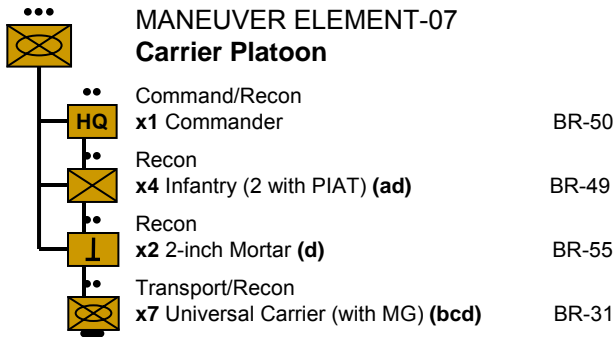 MANEUVER ELEMENT-07
Carrier Platoon
Command/Recon
HQ x1 Commander BR-50
Recon
x4 Infantry (2 with PIAT) (ad) BR-49
Recon
x2 2-inch Mortar (d) BR-55
Transport/Recon
x7 Universal Carrier (with MG) (bcd) BR-31